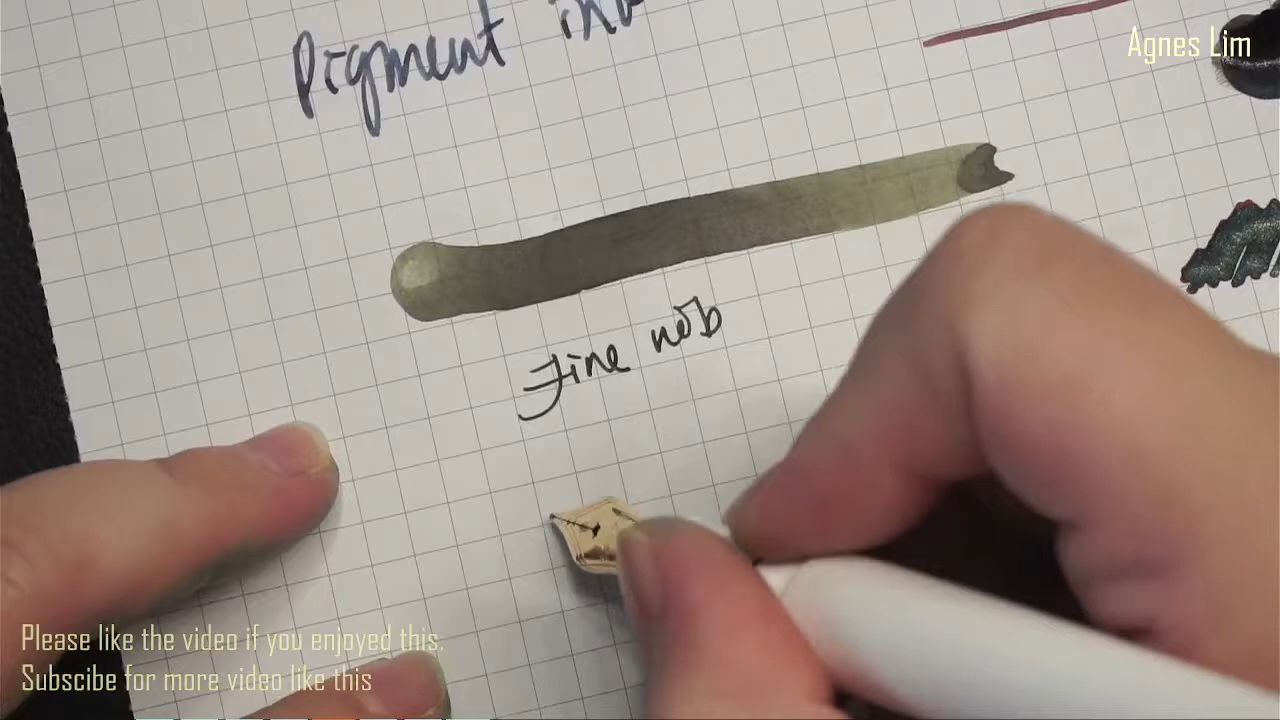 Pigment ink
Agnes Lim
Fine nib
Please like the video if you enjoyed this.
Subscibe for more video like this